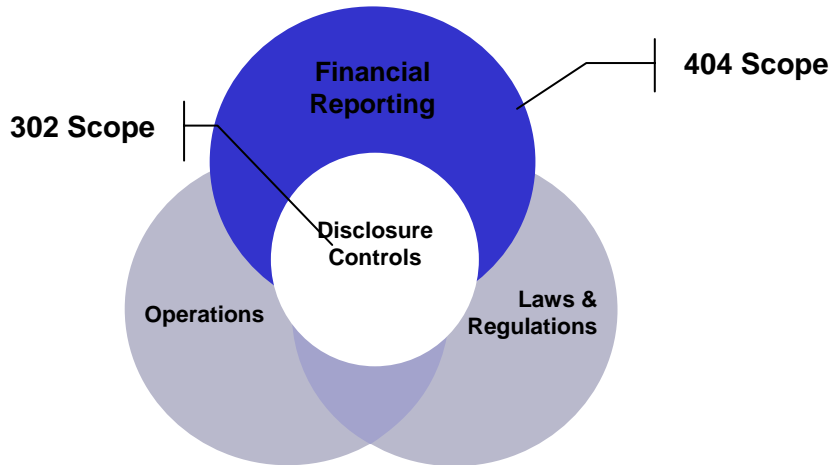 Financial
Reporting
404 Scope
302 Scope
Disclosure
Controls
Operations
Laws &
Regulations